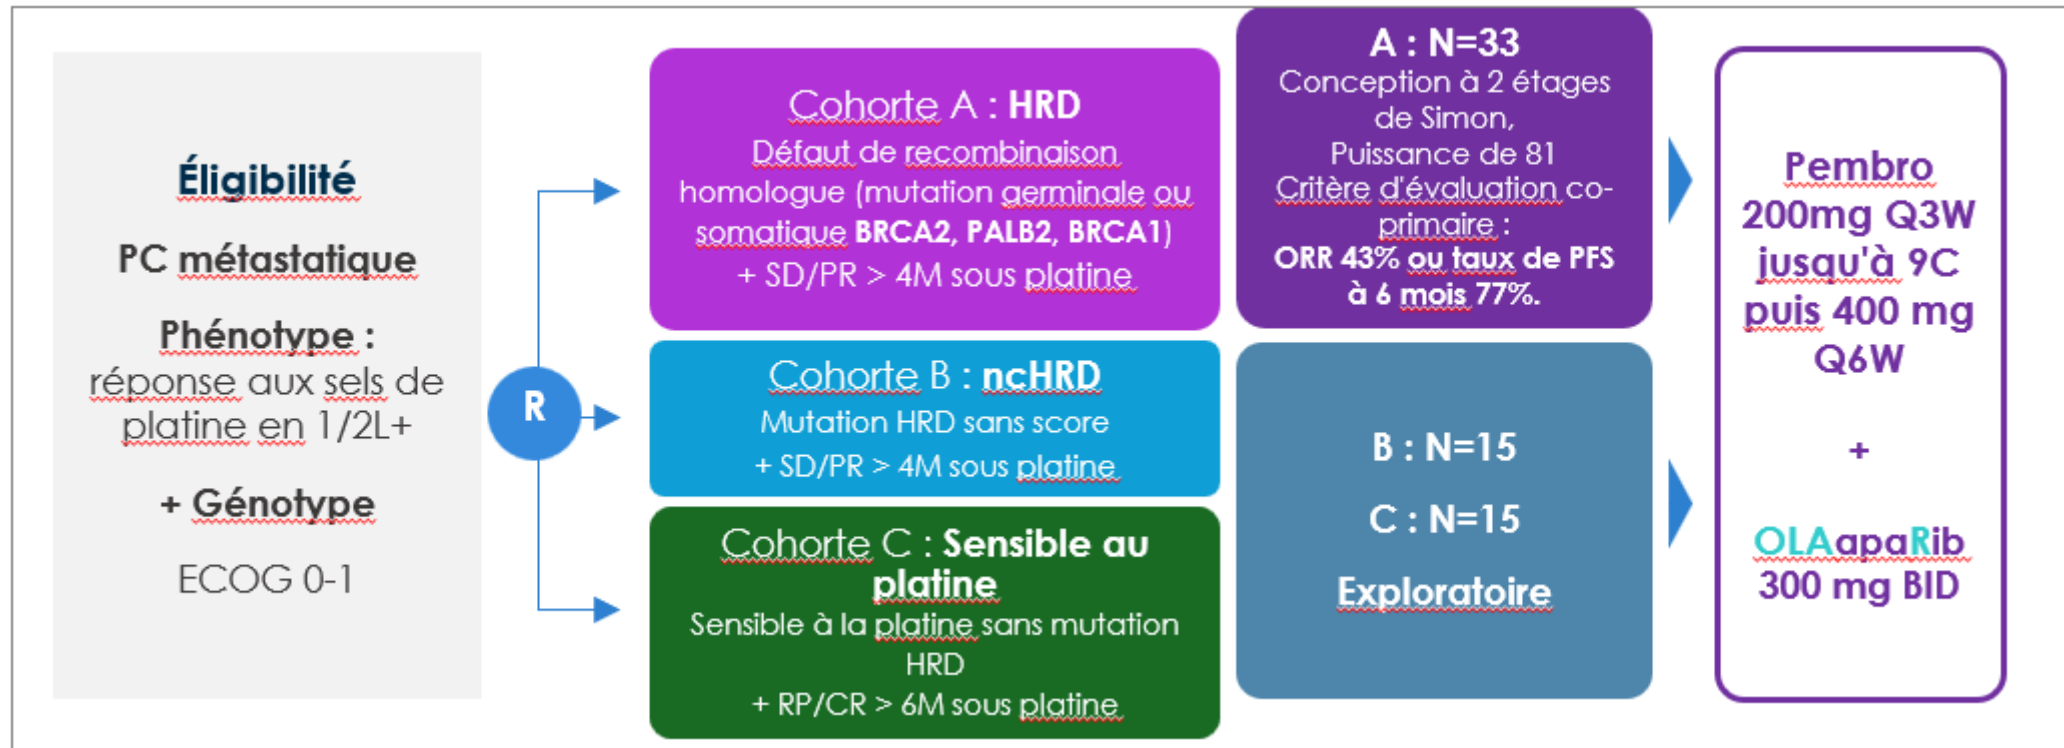 Éligibilité
PC métastatique
Phénotype :
réponse aux sels de
platine en 1/2L+
+ Génotype
ECOG 0-1
R
Cohorte A : HRD
Défaut de recombinaison
homologue (mutation germinale ou
somatique BRCA2, PALB2, BRCA1)
+ SD/PR > 4M sous platine
Cohorte B : ncHRD
Mutation HRD sans score
+ SD/PR > 4M sous platine
Cohorte C : Sensible au
platine
Sensible à la platine sans mutation
HRD
+ RP/CR > 6M sous platine
A : N=33
Conception à 2 étages
de Simon,
Puissance de 81
Critère d'évaluation co-
primaire :
ORR 43% ou taux de PFS
à 6 mois 77%.
B : N=15
C : N=15
Exploratoire
Pembro
200mg Q3W
jusqu'à 9C
puis 400 mg
Q6W
+
OLAapaRib
300 mg BID